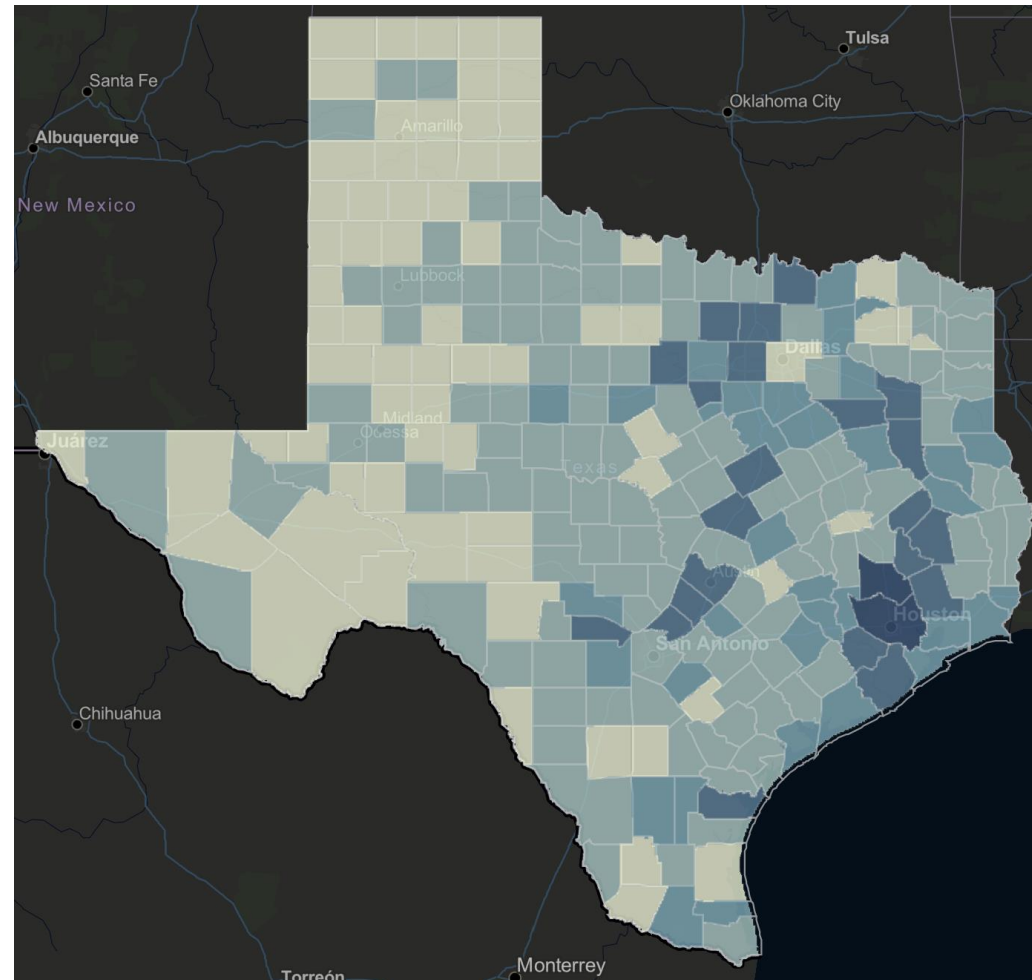 Tulsa
Santa Fe
Oklahoma City
Albuquerque
Amarillo
New Mexico
Lubbock
Dallas
Midland
Odessa
Juárez
Texas
Austin
Houston
San Antonio
Chihuahua
Monterrey
Torreón